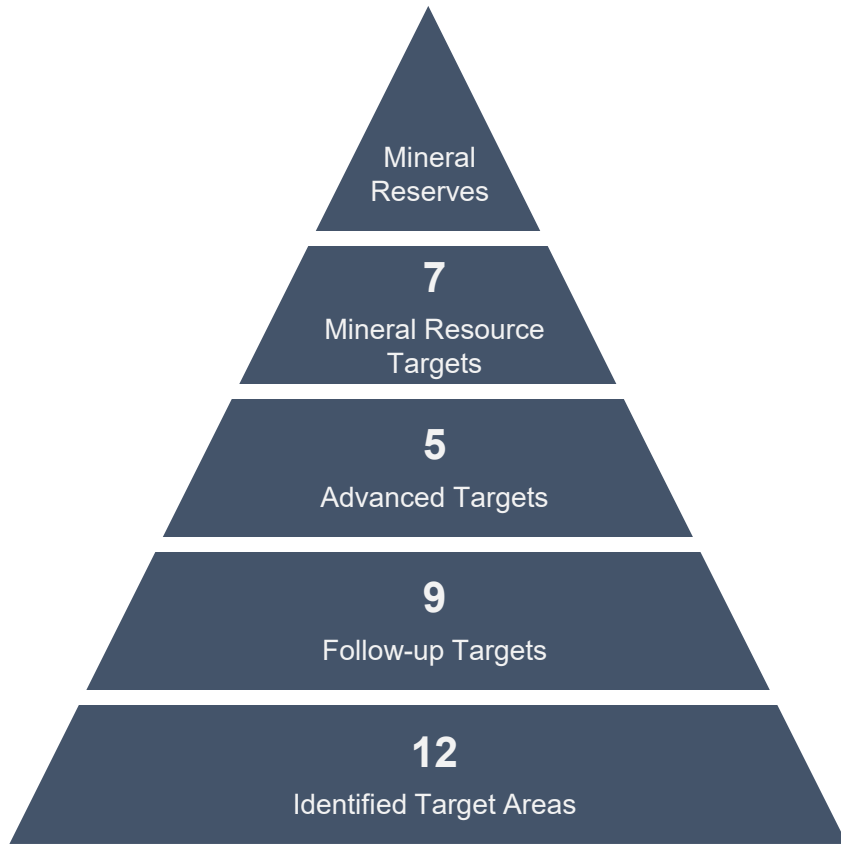 Mineral
Reserves
7
Mineral Resource
Targets
5
Advanced Targets
9
Follow-up Targets
12
Identified Target Areas